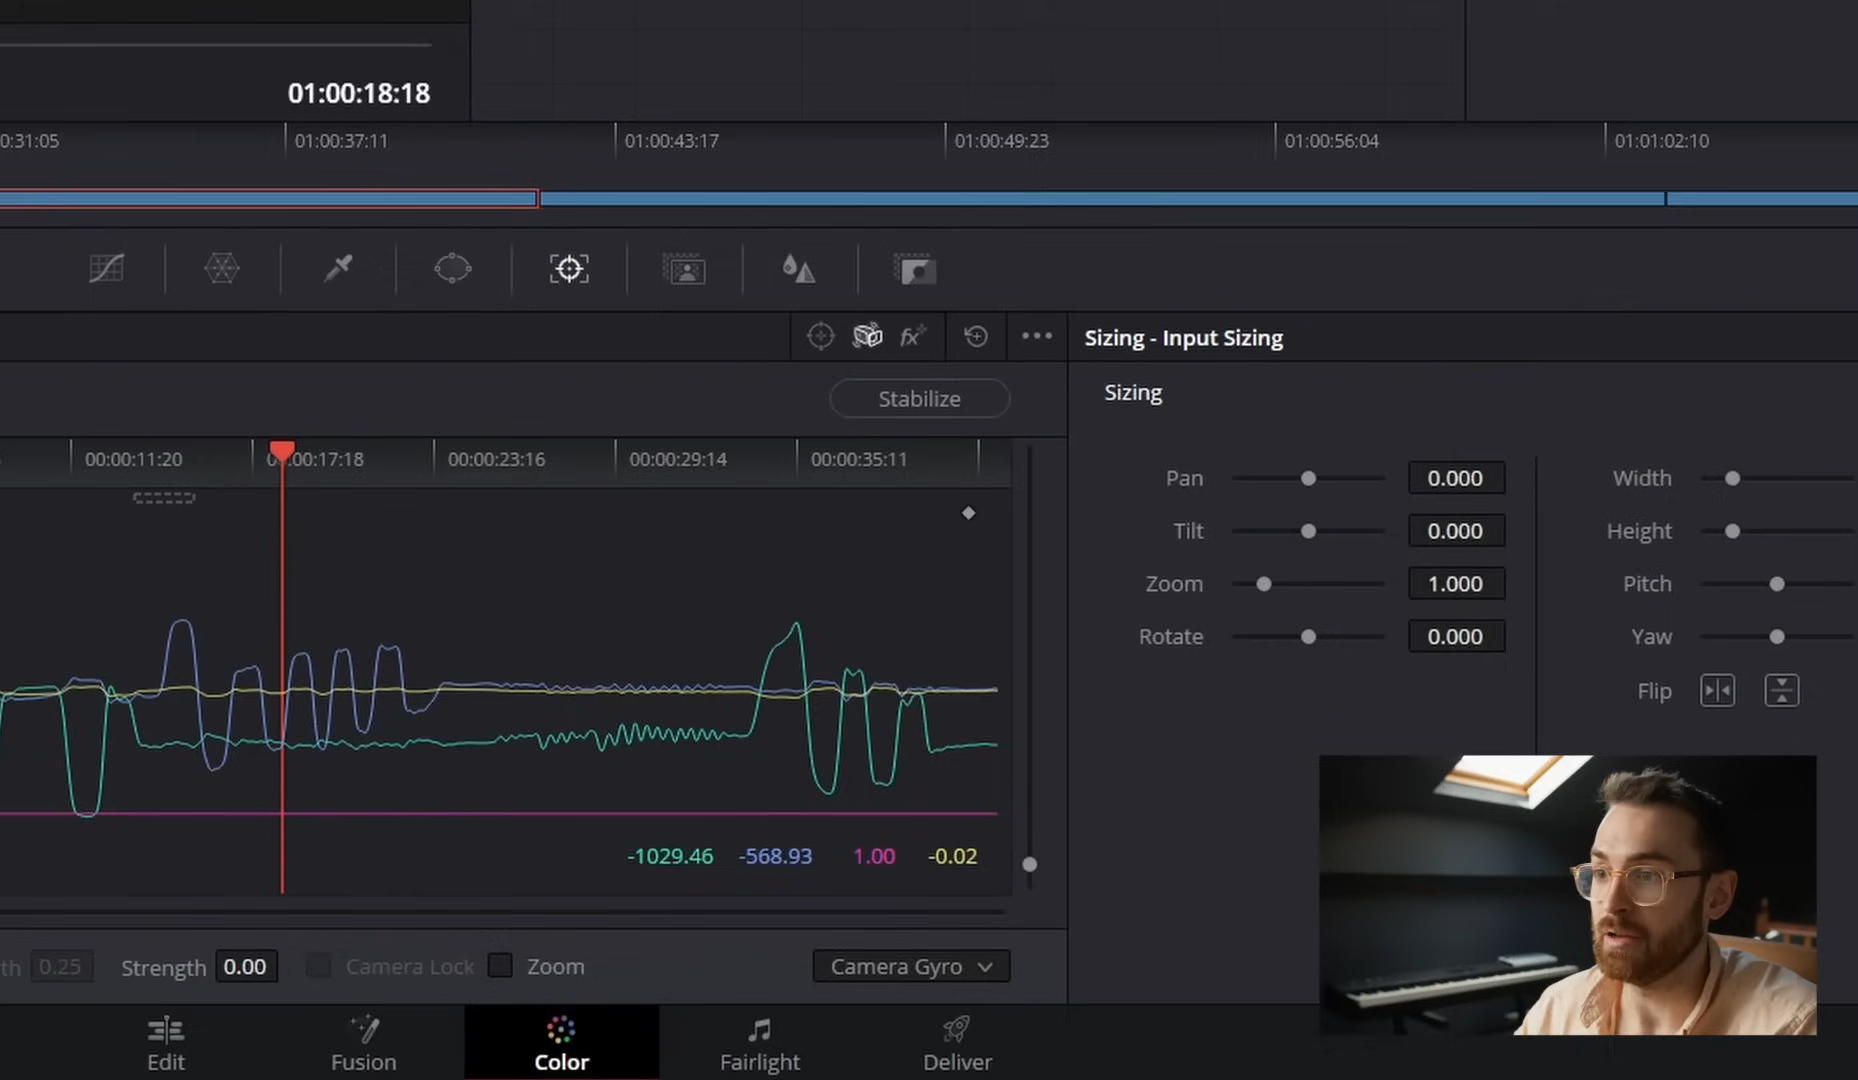 01:00:18:18
0:31:05 01:00:37:11 01:00:43:17 01:00:49:23 01:00:56:04 01:01:02:10
fx
Sizing - Input Sizing
Stabilize
Sizing
00:00:11:20 00:00:23:16 00:00:29:14 00:00:35:11
Pan 0.000 Width
Tilt 0.000 Height
Zoom 1.000 Pitch
Rotate 0.000 Yaw
Flip
-1029.46 -568.93 1.00 -0.02
th 0.25 Strength 0.00 Camera Lock Zoom Camera Gyro
Edit Fusion Color Fairlight Deliver